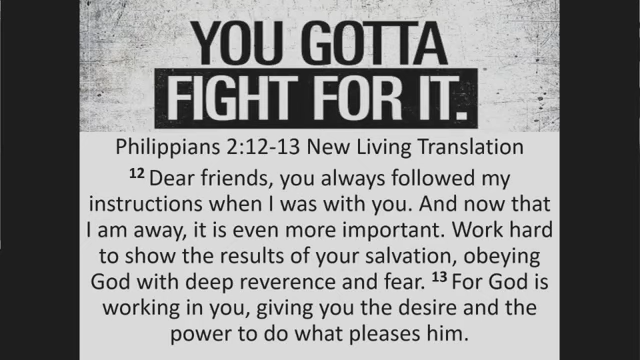 YOU GOTTA
FIGHT FOR IT.
Philippians 2:12-13 New Living Translation
12 Dear friends, you always followed my
instructions when I was with you. And now that
I am away, it is even more important. Work hard
to show the results of your salvation, obeying
God with deep reverence and fear. 13 For God is
working in you, giving you the desire and the
power to do what pleases him.